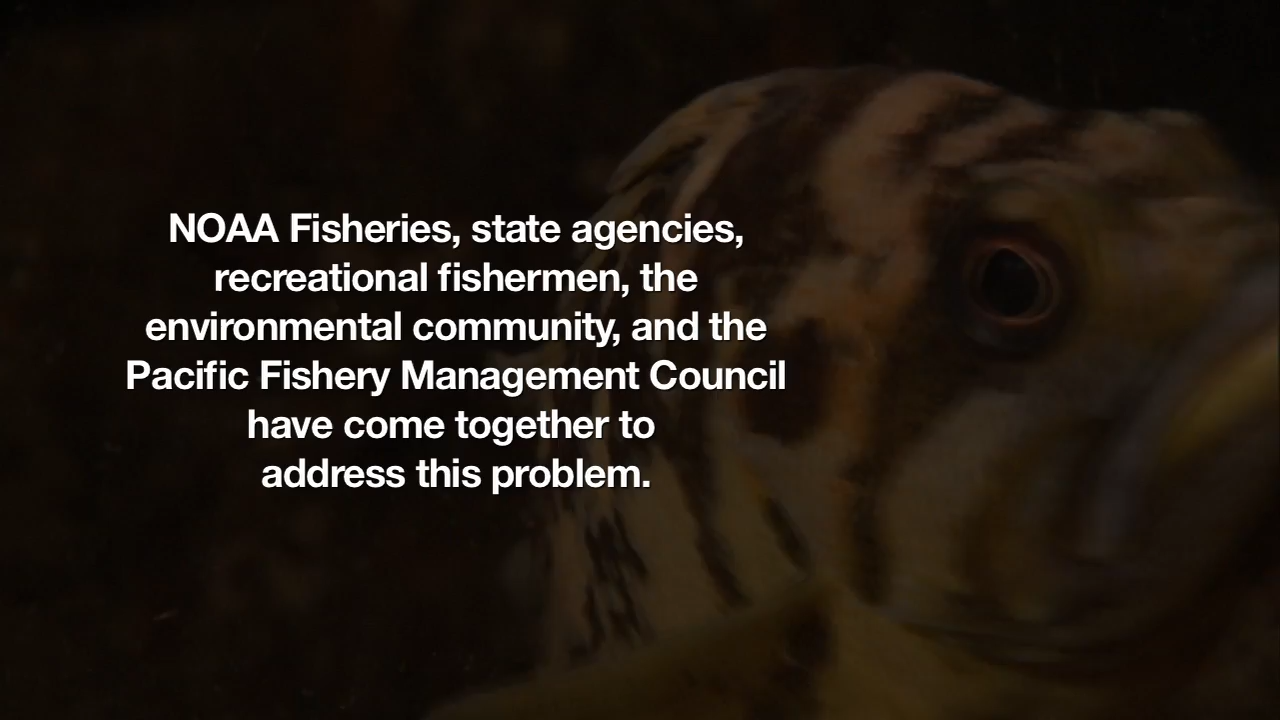 NOAA Fisheries, state agencies,
recreational fishermen, the
environmental community, and the
Pacific Fishery Management Council
have come together to
address this problem.